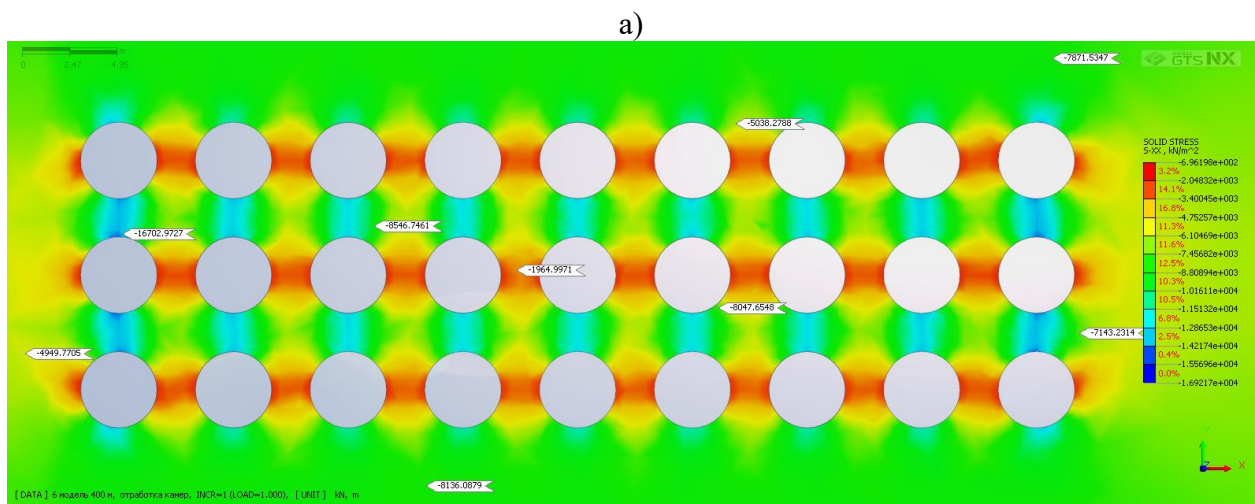 а)
m
0 2.47 4.95
-7871.5347
GTS NX
-5038.2788
SOLID STRESS
S-XX , kN/m^2
-6.96198e+002
3.2%
-2.04832e+003
14.1%
-3.40045e+003
16.8%
-4.75257e+003
11.3%
-6.10469e+003
11.6%
-7.45682e+003
12.5%
-8.80894e+003
10.3%
-1.01611e+004
10.5%
-1.15132e+004
6.8%
-1.28653e+004
2.5%
-1.42174e+004
0.4%
-1.55696e+004
0.0%
-1.69217e+004
-16702.9727
-8546.7461
-1964.9971
-8047.6548
-7143.2314
-4949.7705
-8136.0879
Y
Z X
[ DATA ] 6 модель 400 м, отработка камер, INCR=1 (LOAD=1.000), [ UNIT ] kN, m